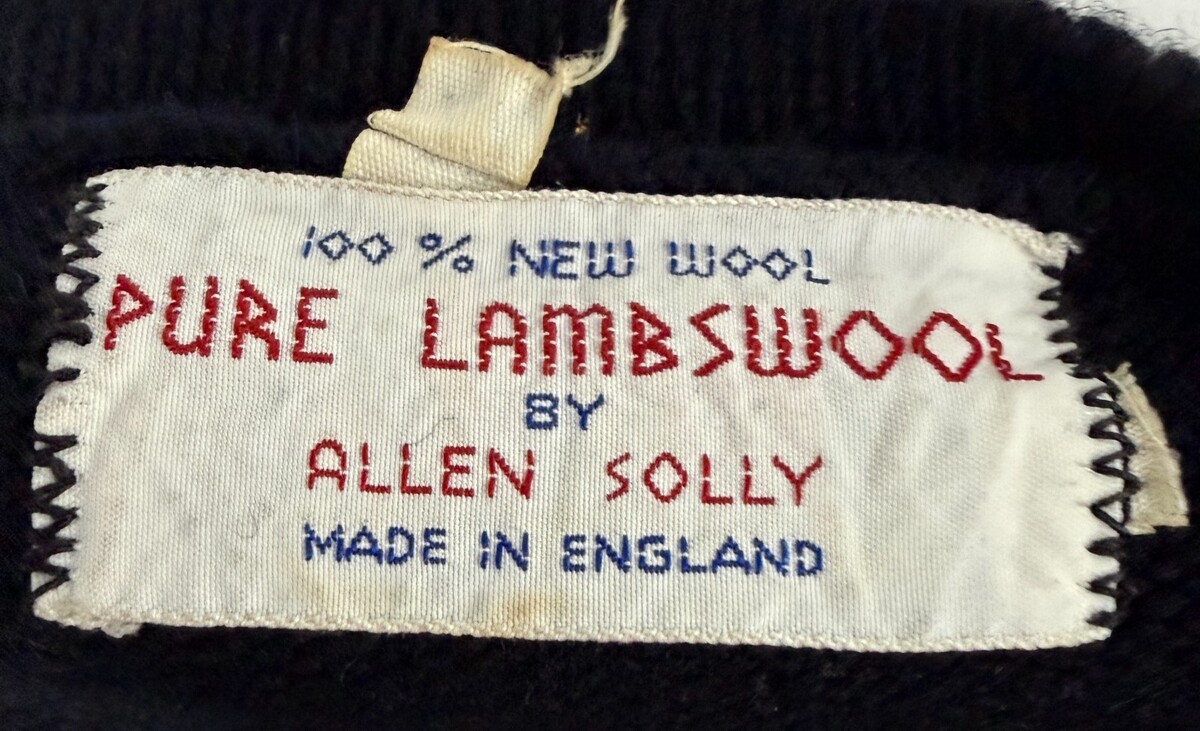 100 % NEW WOOL
PURE LAMBSWOOL
BY
ALLEN SOLLY
MADE IN ENGLAND